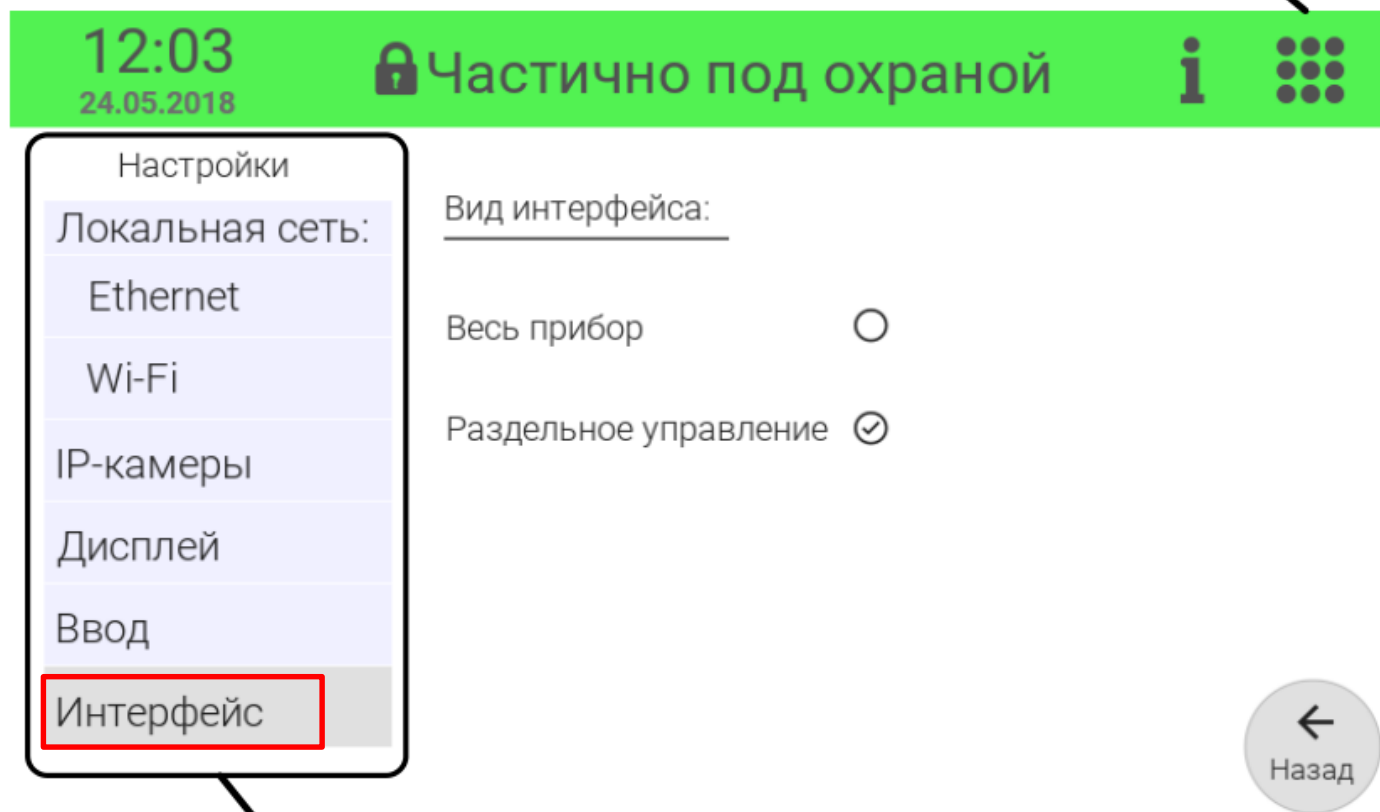 12:03
24.05.2018
Частично под охраной
Настройки
Локальная сеть:
Ethernet
Wi-Fi
IP-камеры
Дисплей
Ввод
Интерфейс
Вид интерфейса:
Весь прибор
Раздельное управление
Назад